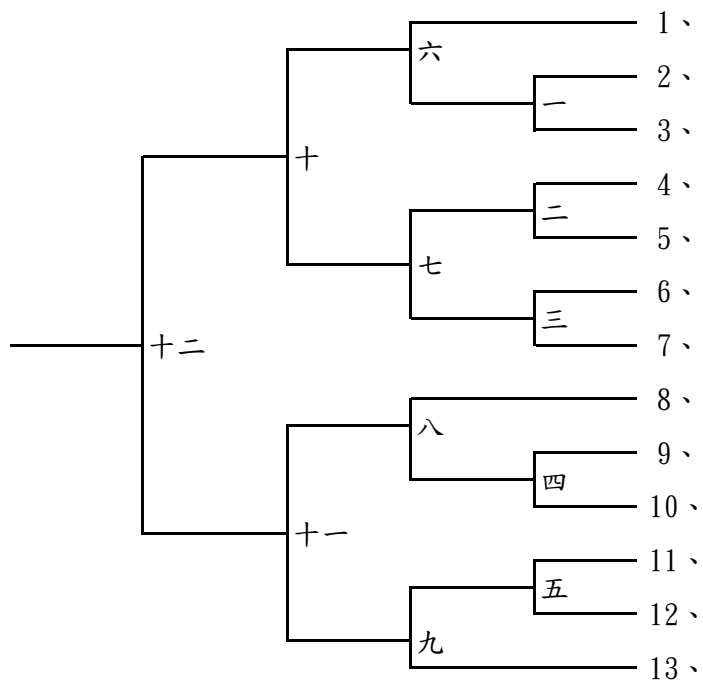 1、
六
2、
一
3、
十
4、
二
5、
七
6、
三
7、
十二
8、
八
9、
四
10、
十一
11、
五
12、
九
13、